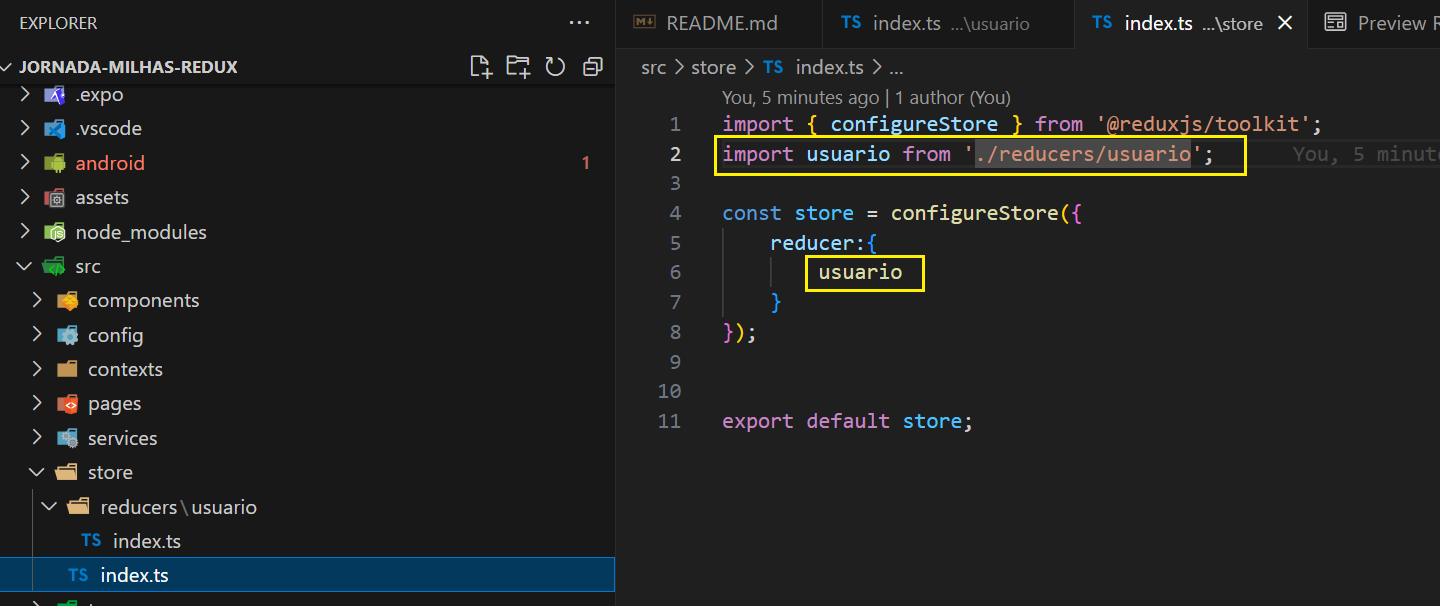 EXPLORER
JORNADA-MILHAS-REDUX
.expo
.vscode
android 1
assets
node_modules
src
components
config
contexts
pages
services
store
reducers\usuario
TS index.ts
TS index.ts
README.md TS index.ts ...\usuario TS index.ts ...\store Preview R
src > store > TS index.ts > ...
You, 5 minutes ago | 1 author (You)
1 import { configureStore } from '@reduxjs/toolkit';
2 import usuario from './reducers/usuario'; You, 5 minut
3
4 const store = configureStore({
5 reducer:{
6 usuario
7 }
8 });
9
10
11 export default store;